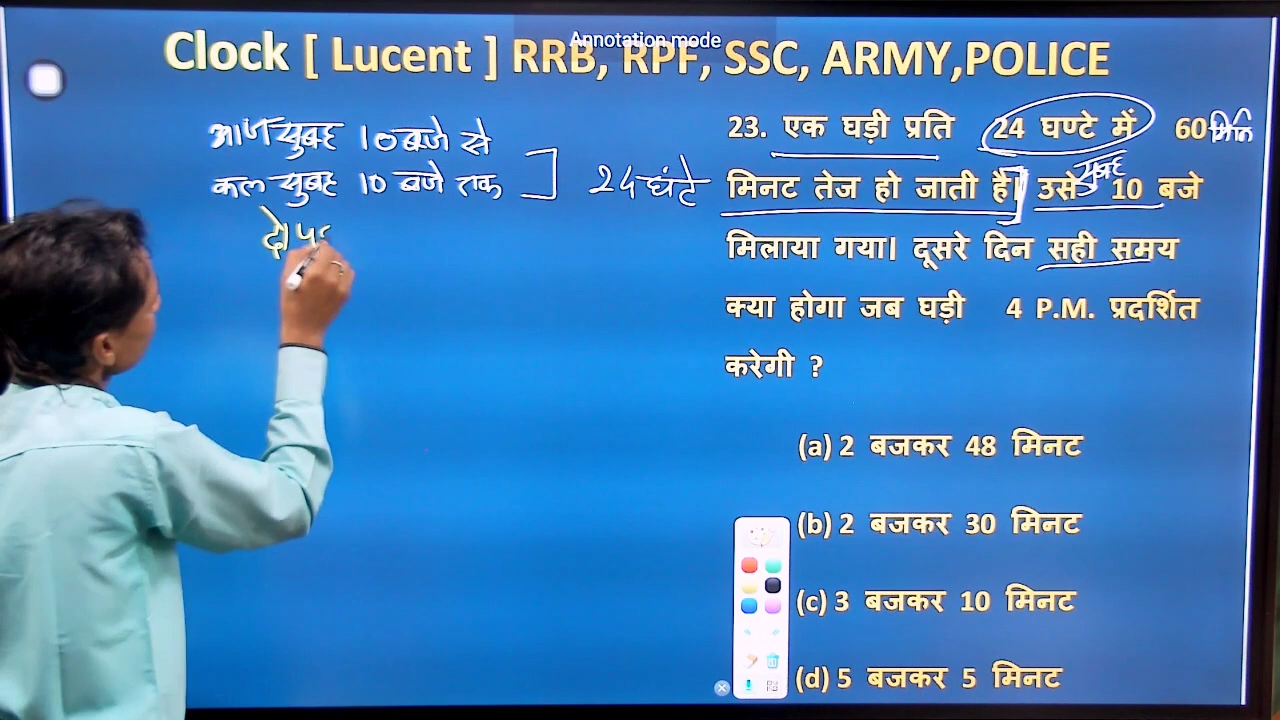 Annotation mode
Clock [ Lucent ] RRB, RPF, SSC, ARMY,POLICE
आज सुबह 10 बजे से
कल सुबह 10 बजे तक
24 घंटे
दोप
23. एक घड़ी प्रति 24 घण्टे में 60 मिनट
मिनट तेज हो जाती है। उसे सुबह 10 बजे
मिलाया गया। दूसरे दिन सही समय
क्या होगा जब घड़ी 4 P.M. प्रदर्शित
करेगी ?
(a) 2 बजकर 48 मिनट
(b) 2 बजकर 30 मिनट
(c) 3 बजकर 10 मिनट
(d) 5 बजकर 5 मिनट